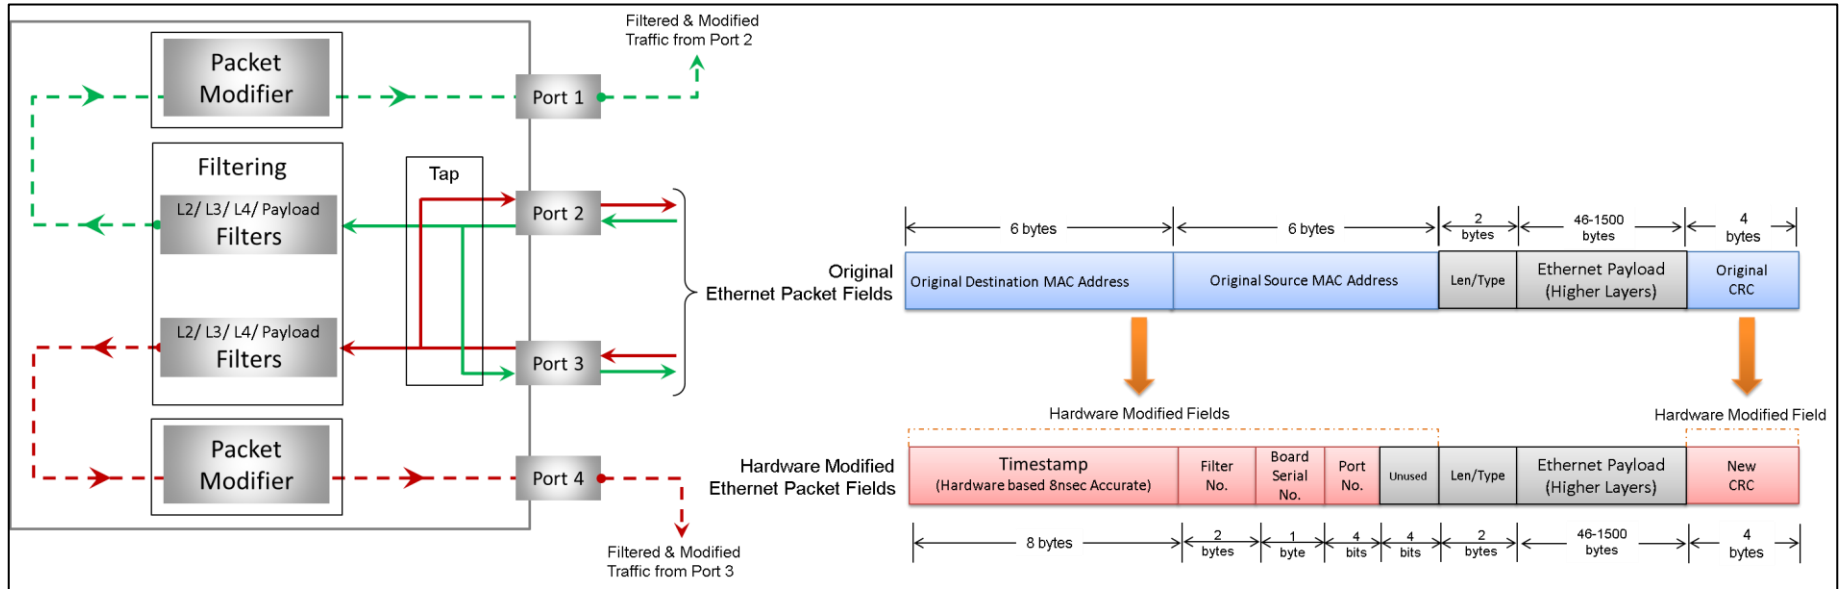 Filtered & Modified
Traffic from Port 2
Packet
Modifier
Port 1
Filtering
L2/ L3/ L4/ Payload
Filters
Tap
Port 2
L2/ L3/ L4/ Payload
Filters
Port 3
Packet
Modifier
Port 4
Filtered & Modified
Traffic from Port 3
6 bytes
6 bytes
2
bytes
46-1500
bytes
4
bytes
Original
Ethernet Packet Fields
Original Destination MAC Address
Original Source MAC Address
Len/Type
Ethernet Payload
(Higher Layers)
Original
CRC
Hardware Modified Fields
Hardware Modified Field
Hardware Modified
Ethernet Packet Fields
Timestamp
(Hardware based 8nsec Accurate)
Filter
No.
Board
Serial
No.
Port
No.
Unused
Len/Type
Ethernet Payload
(Higher Layers)
New
CRC
8 bytes
2
bytes
1
byte
4
bits
4
bits
2
bytes
46-1500
bytes
4
bytes